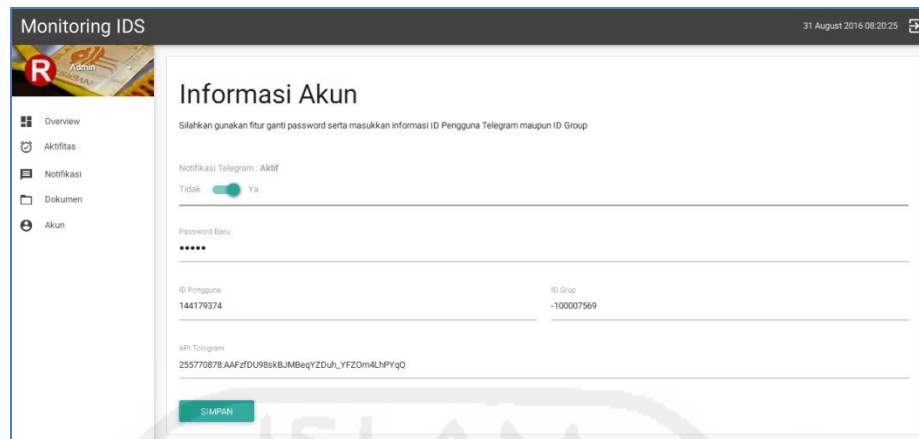 Monitoring IDS
31 August 2016 08:20:25
R
Admin
Overview
Aktifitas
Notifikasi
Dokumen
Akun
Informasi Akun
Silahkan gunakan fitur ganti password serta masukkan informasi ID Pengguna Telegram maupun ID Group
Notifikasi Telegram : Aktif
Tidak Ya
Password Baru
•••••
ID Pengguna ID Grup
144179374 -100007569
API Telegram
255770878:AAFzfDU98skBJMBeqYZDuh_YFZOm4LhPYqQ
SIMPAN
ISLAM